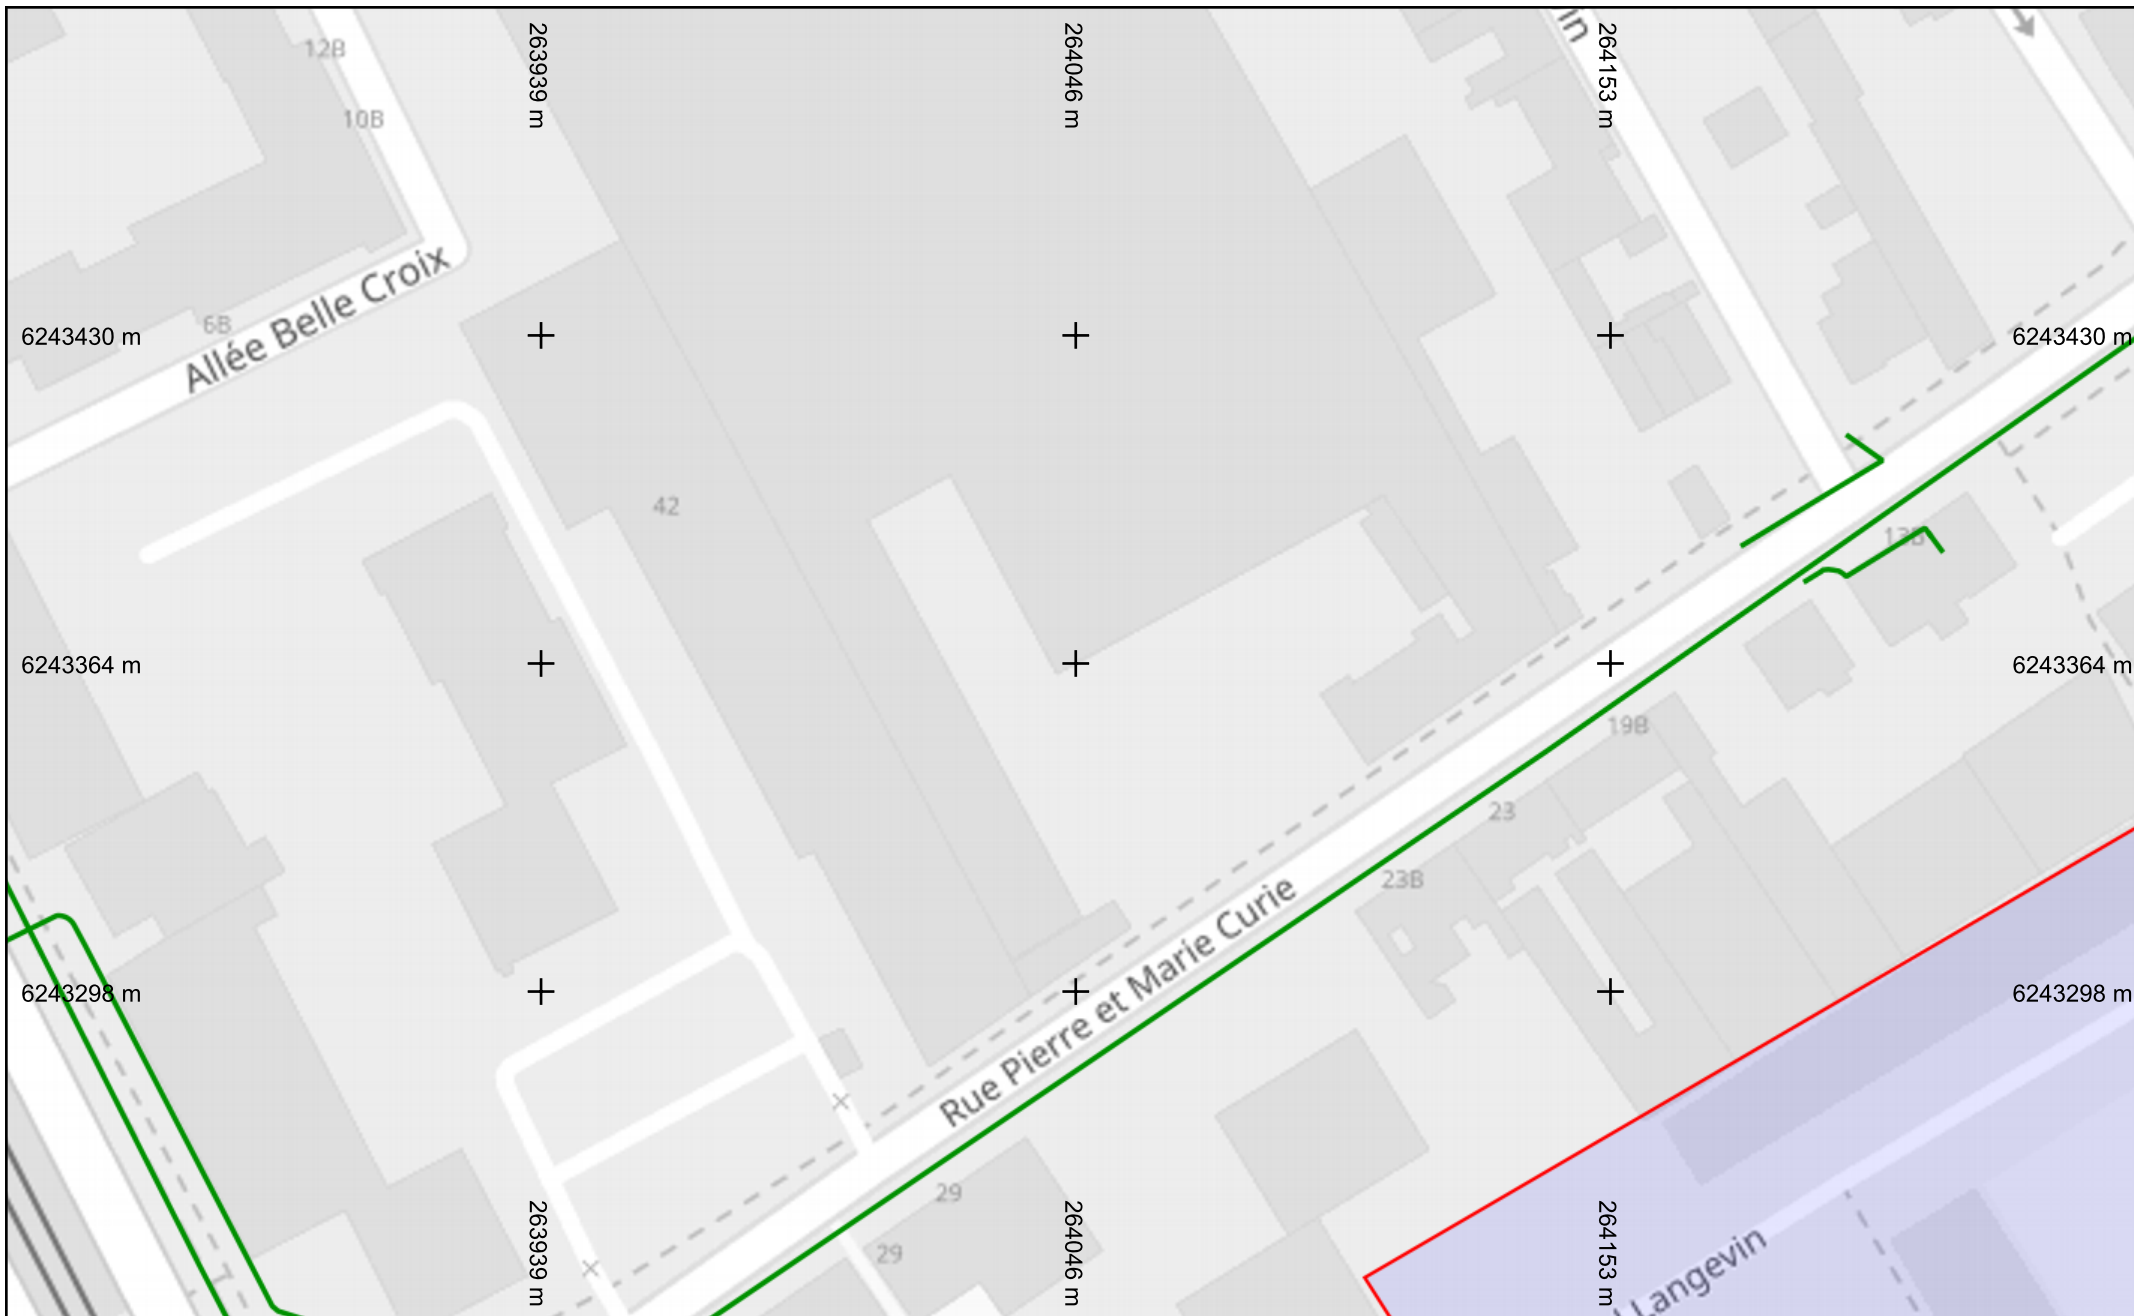 12B
10B
263939 m
264046 m
264153 m
in
Allée Belle Croix
6B
6243430 m
6243430 m
42
13B
6243364 m
6243364 m
19B
23
23B
Rue Pierre et Marie Curie
6243298 m
6243298 m
29
29
263939 m
264046 m
264153 m
l Langevin